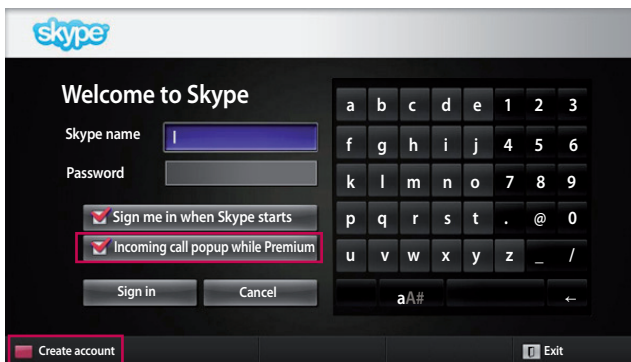 skype
Welcome to Skype
Skype name
Password
Sign me in when Skype starts
Incoming call popup while Premium
Sign in Cancel
a b c d e 1 2 3
f g h i j 4 5 6
k l m n o 7 8 9
p q r s t . @ 0
u v w x y z _ /
aA# ←
Create account Exit